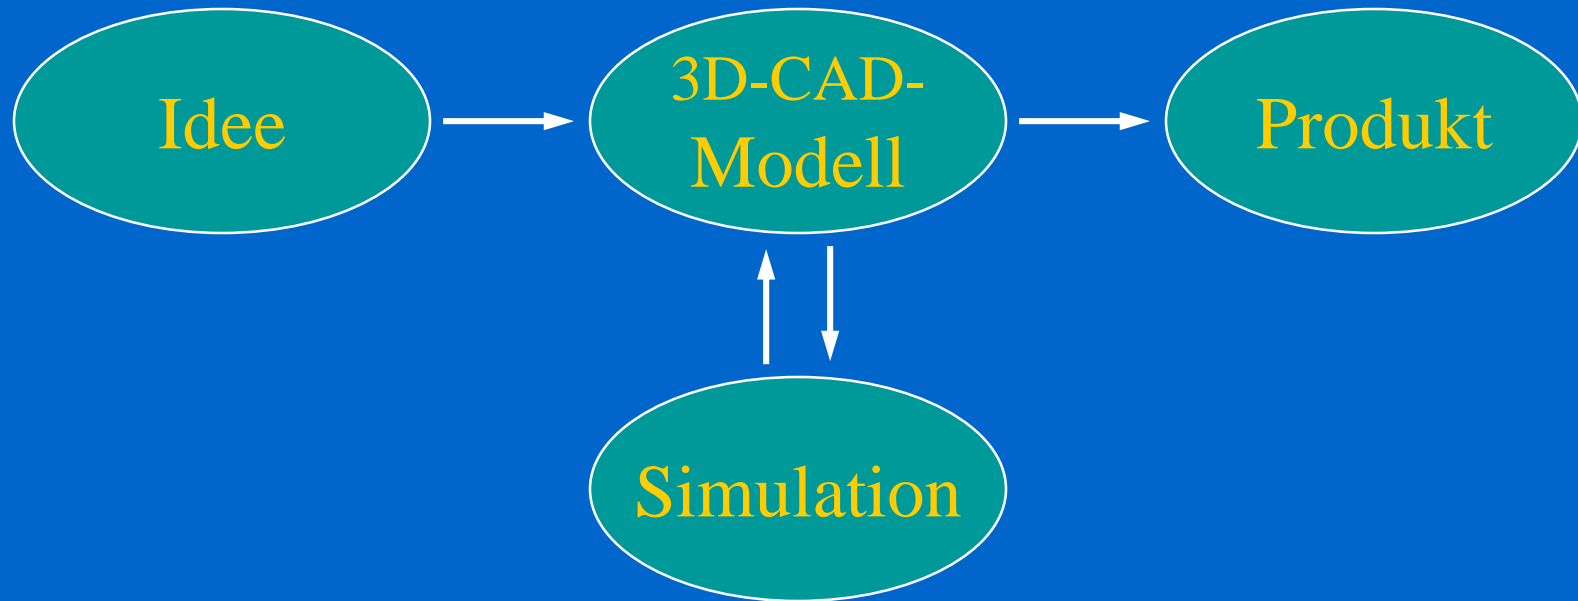 Idee
3D-CAD-
Modell
Produkt
Simulation